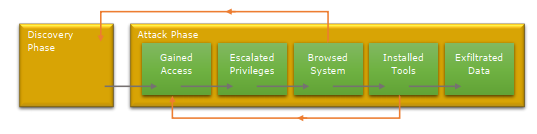 Discovery
Phase
Attack Phase
Gained
Access
Escalated
Privileges
Browsed
System
Installed
Tools
Exfiltrated
Data